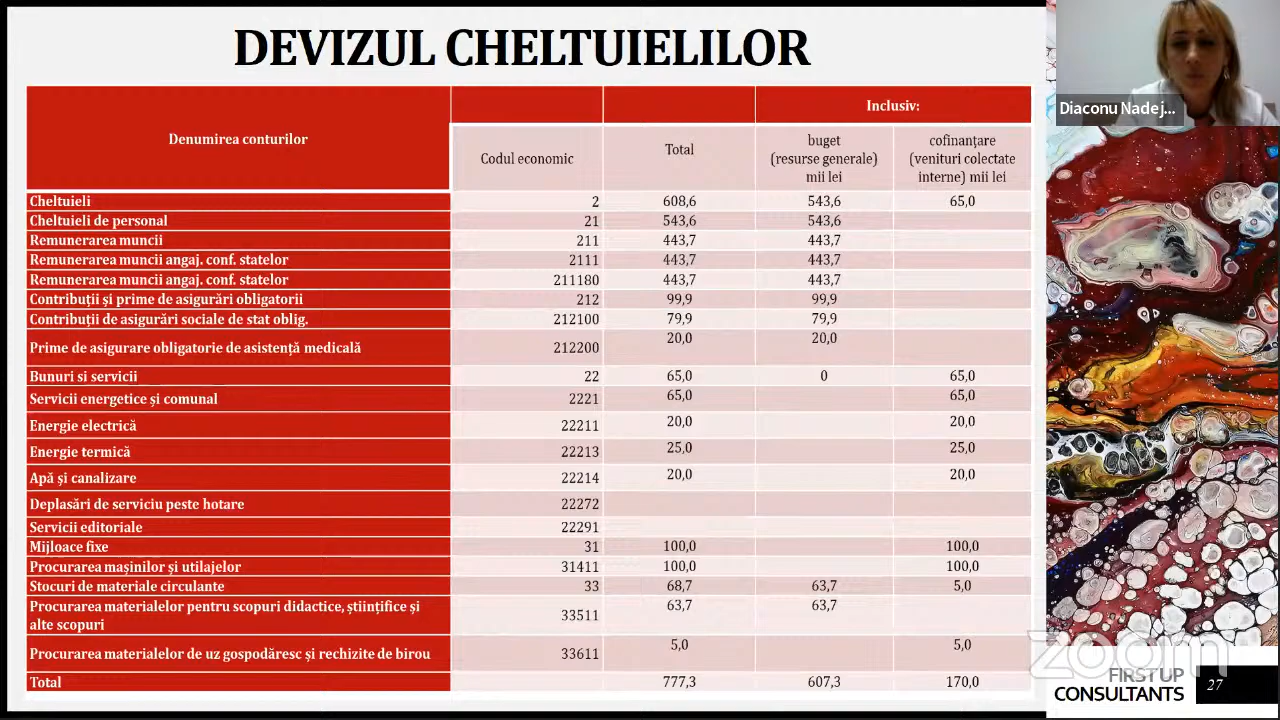 DEVIZUL CHELTUIELILOR
Denumirea conturilor
Inclusiv:
Codul economic
Total
buget
(resurse generale)
mii lei
cofinanțare
(venituri colectate
interne) mii lei
Cheltuieli 2 608,6 543,6 65,0
Cheltuieli de personal 21 543,6 543,6
Remunerarea muncii 211 443,7 443,7
Remunerarea muncii angaj. conf. statelor 2111 443,7 443,7
Remunerarea muncii angaj. conf. statelor 211180 443,7 443,7
Contribuții și prime de asigurări obligatorii 212 99,9 99,9
Contribuții de asigurări sociale de stat oblig. 212100 79,9 79,9
Prime de asigurare obligatorie de asistență medicală 212200 20,0 20,0
Bunuri si servicii 22 65,0 0 65,0
Servicii energetice și comunal 2221 65,0 65,0
Energie electrică 22211 20,0 20,0
Energie termică 22213 25,0 25,0
Apă și canalizare 22214 20,0 20,0
Deplasări de serviciu peste hotare 22272
Servicii editoriale 22291
Mijloace fixe 31 100,0 100,0
Procurarea mașinilor și utilajelor 31411 100,0 100,0
Stocuri de materiale circulante 33 68,7 63,7 5,0
Procurarea materialelor pentru scopuri didactice, științifice și
alte scopuri 33511 63,7 63,7
Procurarea materialelor de uz gospodăresc și rechizite de birou 33611 5,0 5,0
Total 777,3 607,3 170,0
Diaconu Nadej...
zoom
FIRST UP
CONSULTANTS
27